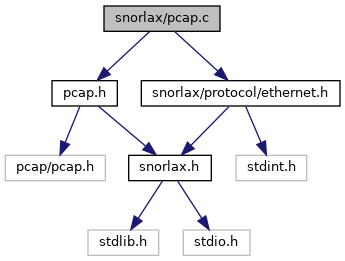 snorlax/pcap.c
pcap.h
snorlax/protocol/ethernet.h
pcap/pcap.h
snorlax.h
stdint.h
stdlib.h
stdio.h